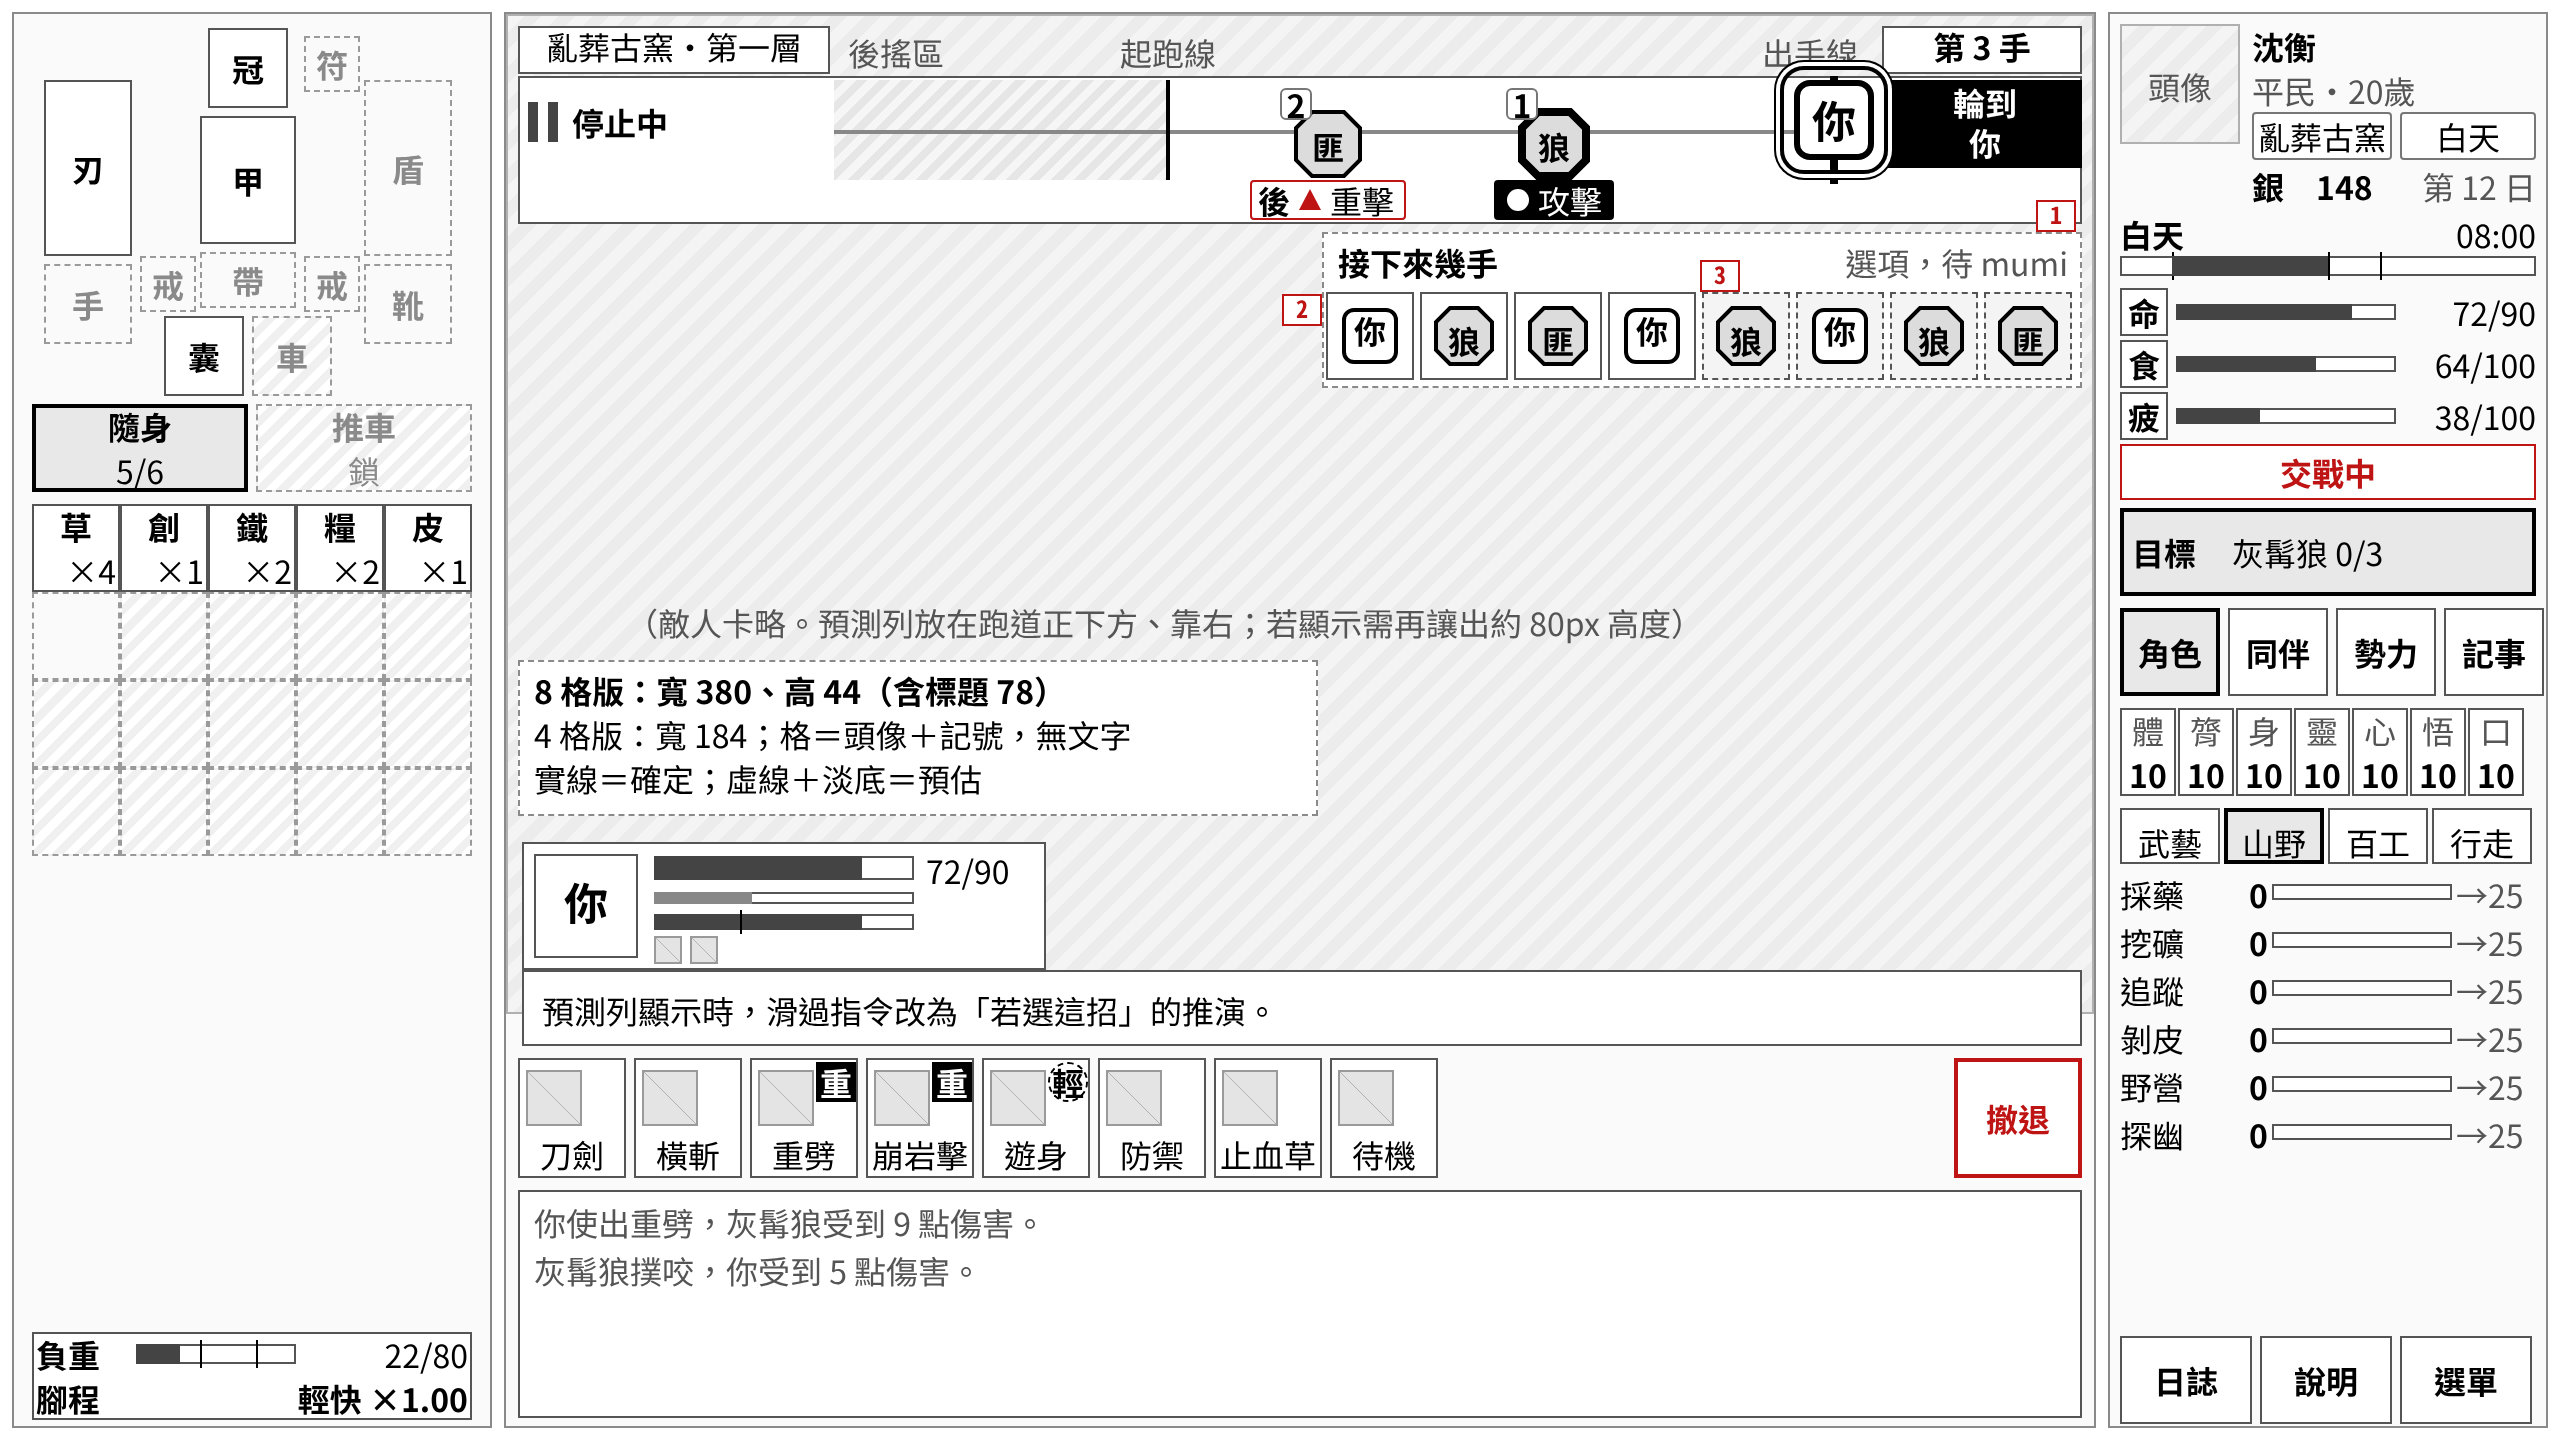 冠
符
刃
甲
盾
手
戒
帶
戒
靴
囊
車
隨身
5/6
推車
鎖
草 ×4
創 ×1
鐵 ×2
糧 ×2
皮 ×1
負重 22/80
腳程 輕快 ×1.00
亂葬古窯・第一層
後搖區
起跑線
出手線
第 3 手
停止中
2
匪
後 ▲ 重擊
1
狼
● 攻擊
你
輪到
你
1
接下來幾手
選項，待 mumi
3
2
你 狼 匪 你 狼 你 狼 匪
（敵人卡略。預測列放在跑道正下方、靠右；若顯示需再讓出約 80px 高度）
8 格版：寬 380、高 44（含標題 78）
4 格版：寬 184；格＝頭像＋記號，無文字
實線＝確定；虛線＋淡底＝預估
你
72/90
預測列顯示時，滑過指令改為「若選這招」的推演。
刀劍
橫斬
重
重劈
重
崩岩擊
輕
遊身
防禦
止血草
待機
撤退
你使出重劈，灰髯狼受到 9 點傷害。
灰髯狼撲咬，你受到 5 點傷害。
頭像
沈衡
平民・20歲
亂葬古窯
白天
銀 148
第 12 日
白天 08:00
命 72/90
食 64/100
疲 38/100
交戰中
目標 灰髯狼 0/3
角色 同伴 勢力 記事
體 膂 身 靈 心 悟 口
10 10 10 10 10 10 10
武藝 山野 百工 行走
採藥 0 →25
挖礦 0 →25
追蹤 0 →25
剝皮 0 →25
野營 0 →25
探幽 0 →25
日誌 說明 選單